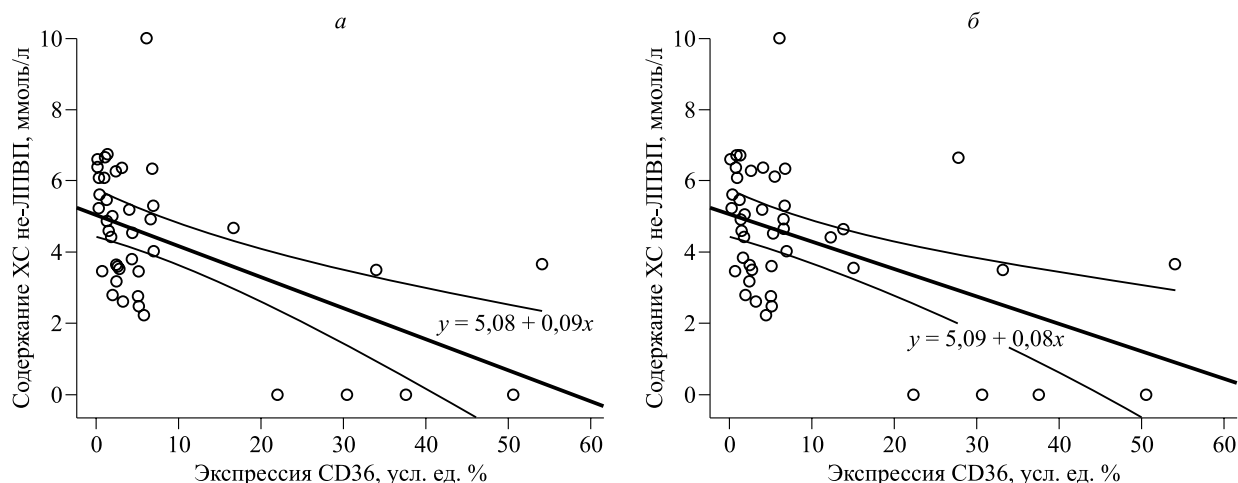 а
Содержание ХС не-ЛПВП, ммоль/л
10
8
6
4
2
0
y = 5,08 + 0,09x
0 10 20 30 40 50 60
Экспрессия CD36, усл. ед. %
б
Содержание ХС не-ЛПВП, ммоль/л
10
8
6
4
2
0
y = 5,09 + 0,08x
0 10 20 30 40 50 60
Экспрессия CD36, усл. ед. %